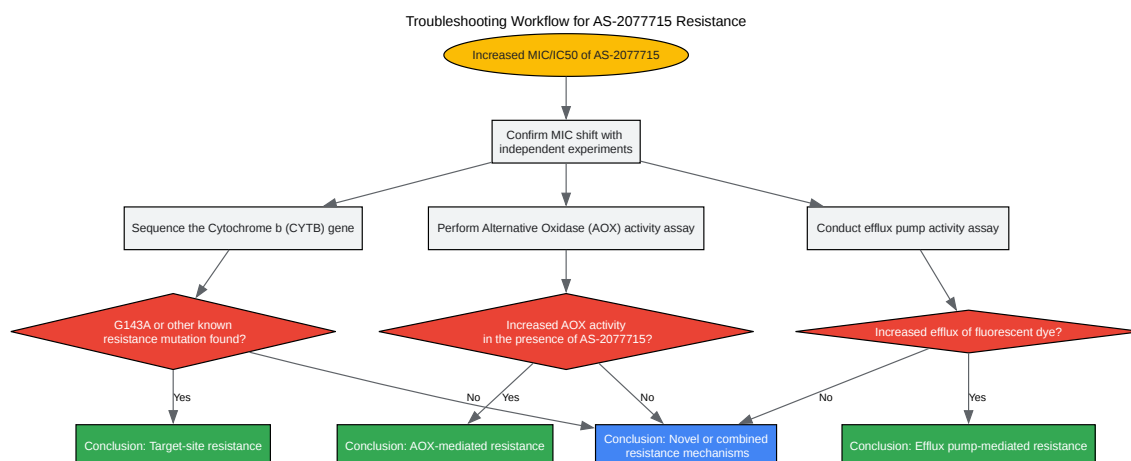 Troubleshooting Workflow for AS-2077715 Resistance
Increased MIC/IC50 of AS-2077715
Confirm MIC shift with
independent experiments
Sequence the Cytochrome b (CYTB) gene
Perform Alternative Oxidase (AOX) activity assay
Conduct efflux pump activity assay
G143A or other known
resistance mutation found?
Increased AOX activity
in the presence of AS-2077715?
Increased efflux of fluorescent dye?
Yes
No
Yes
No
No
Yes
Conclusion: Target-site resistance
Conclusion: AOX-mediated resistance
Conclusion: Novel or combined
resistance mechanisms
Conclusion: Efflux pump-mediated resistance